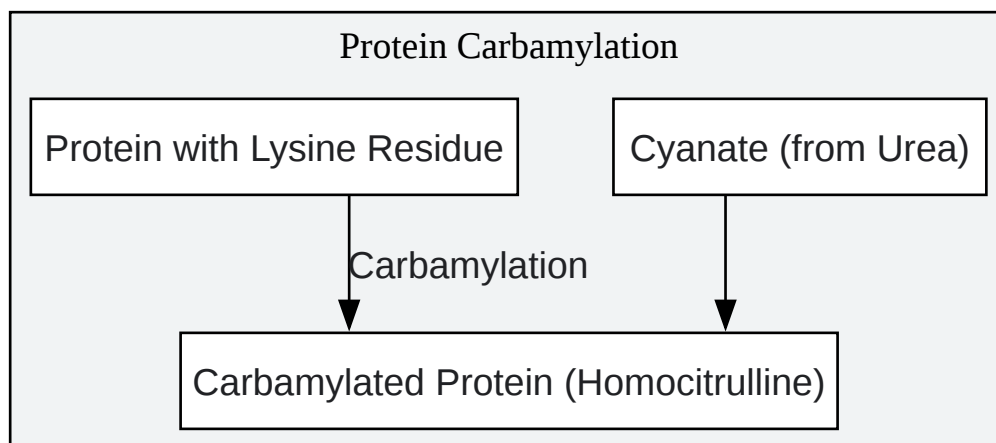 Protein Carbamylation
Protein with Lysine Residue
Cyanate (from Urea)
Carbamylation
Carbamylated Protein (Homocitrulline)